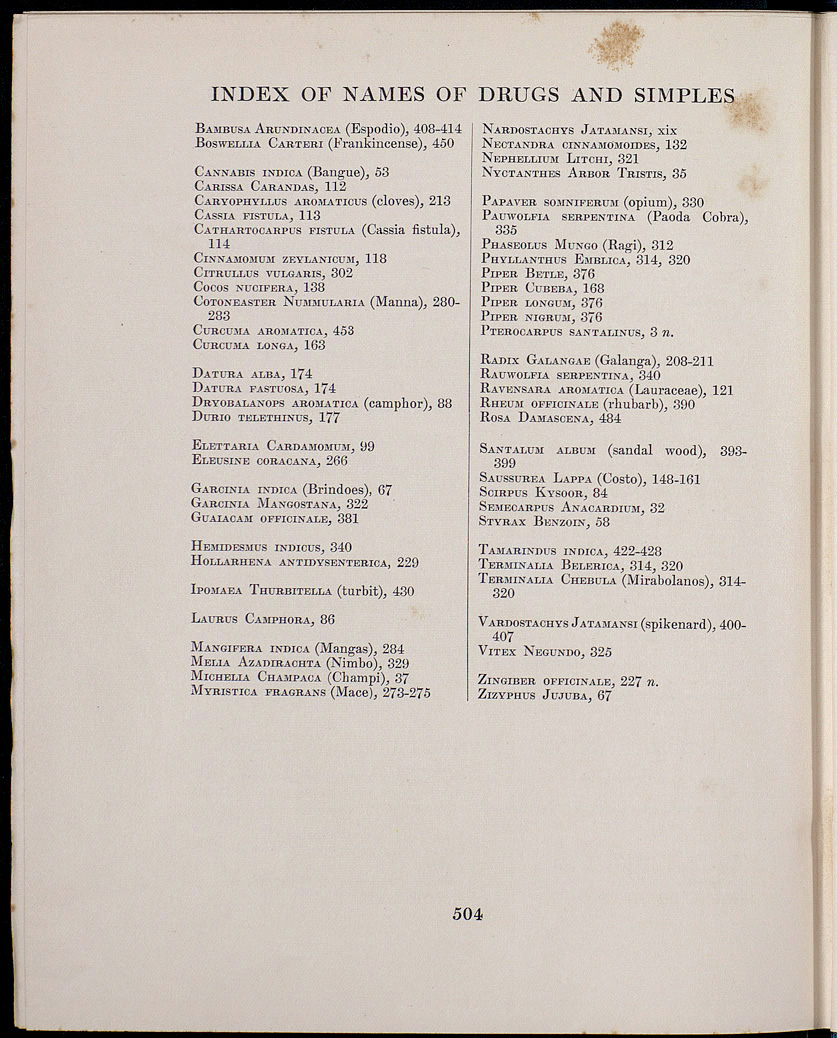 INDEX OF NAMES OF DRUGS AND SIMPLES
BAMBUSA ARUNDINACEA (Espodio), 408-414
BOSWELLIA CARTERI (Frankincense), 450
CANNABIS INDICA (Bangue), 53
CARISSA CARANDAS, 112
CARYOPHYLLUS AROMATICUS (cloves), 213
CASSIA FISTULA, 113
CATHARTOCARPUS FISTULA (Cassia fistula),
114
CINNAMOMUM ZEYLANICUM, 118
CITRULLUS VULGARIS, 302
COCOS NUCIFERA, 138
COTONEASTER NUMMULARIA (Manna), 280-
283
CURCUMA AROMATICA, 453
CURCUMA LONGA, 163
DATURA ALBA, 174
DATURA FASTUOSA, 174
DRYOBALANOPS AROMATICA (camphor), 88
DURIO TELETHINUS, 177
ELETTARIA CARDAMOMUM, 99
ELEUSINE CORACANA, 266
GARCINIA INDICA (Brindoes), 67
GARCINIA MANGOSTANA, 322
GUAIACAM OFFICINALE, 381
HEMIDESMUS INDICUS, 340
HOLLARHENA ANTIDYSENTERICA, 229
IPOMAEA THURBITELLA (turbit), 430
LAURUS CAMPHORA, 86
MANGIFERA INDICA (Mangas), 284
MELIA AZADIRACHTA (Nimbo), 329
MICHELIA CHAMPACA (Champi), 37
MYRISTICA FRAGRANS (Mace), 273-275
NARDOSTACHYS JATAMANSI, xix
NECTANDRA CINNAMOMOIDES, 132
NEPHELLIUM LITCHI, 321
NYCTANTHES ARBOR TRISTIS, 35
PAPAVER SOMNIFERUM (opium), 330
PAUWOLFIA SERPENTINA (Paoda Cobra),
335
PHASEOLUS MUNGO (Ragi), 312
PHYLLANTHUS EMBLICA, 314, 320
PIPER BETLE, 376
PIPER CUBEBA, 168
PIPER LONGUM, 376
PIPER NIGRUM, 376
PTEROCARPUS SANTALINUS, 3 n.
RADIX GALANGAE (Galanga), 208-211
RAUWOLFIA SERPENTINA, 340
RAVENSARA AROMATICA (Lauraceae), 121
RHEUM OFFICINALE (rhubarb), 390
ROSA DAMASCENA, 484
SANTALUM ALBUM (sandal wood), 393-
399
SAUSSUREA LAPPA (Costo), 148-161
SCIRPUS KYSOOR, 84
SEMECARPUS ANACARDIUM, 32
STYRAX BENZOIN, 58
TAMARINDUS INDICA, 422-428
TERMINALIA BELERICA, 314, 320
TERMINALIA CHEBULA (Mirabolanos), 314-
320
VARDOSTACHYS JATAMANSI (spikenard), 400-
407
VITEX NEGUNDO, 325
ZINGIBER OFFICINALE, 227 n.
ZIZYPHUS JUJUBA, 67
504